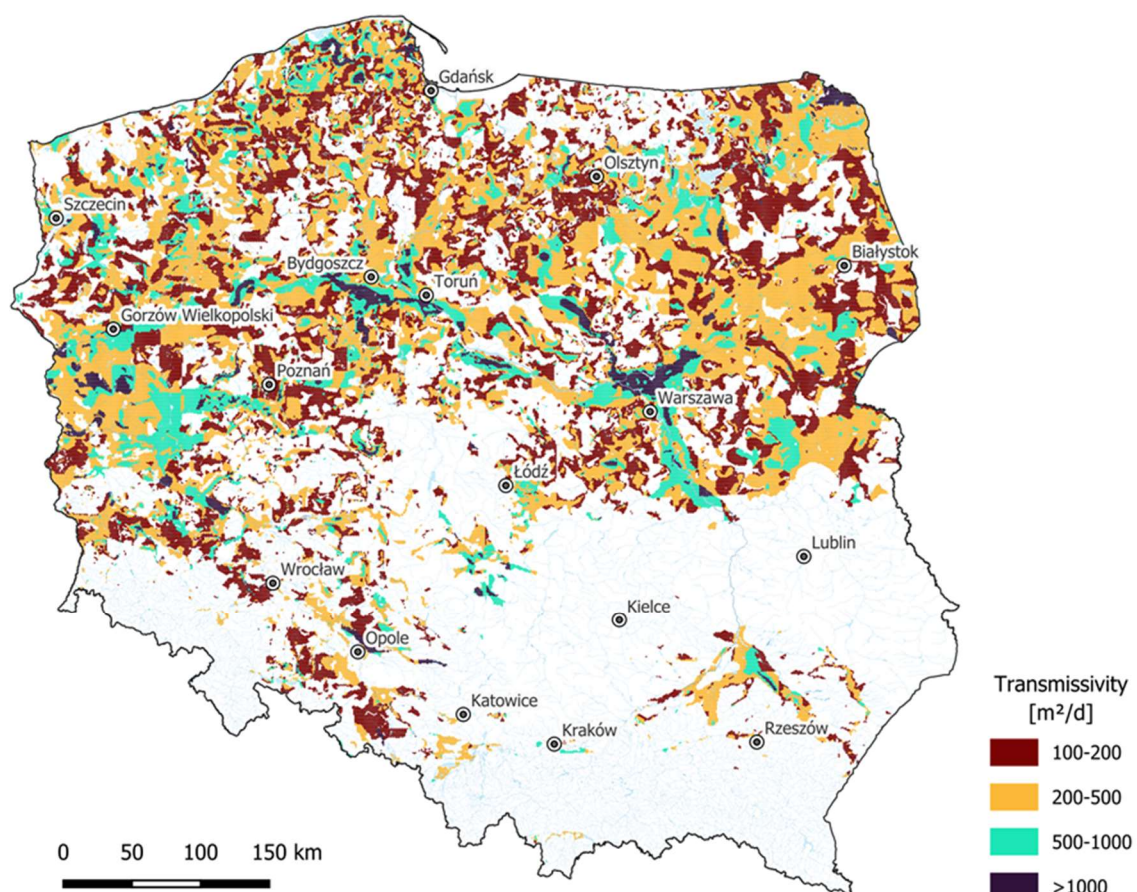 Gdańsk
Olsztyn
Szczecin
Białystok
Bydgoszcz
Toruń
Gorzów Wielkopolski
Poznań
Warszawa
Łódź
Lublin
Wrocław
Kielce
Opole
Katowice
Kraków
Rzeszów
Transmissivity
[m²/d]
100-200
200-500
500-1000
>1000
0 50 100 150 km